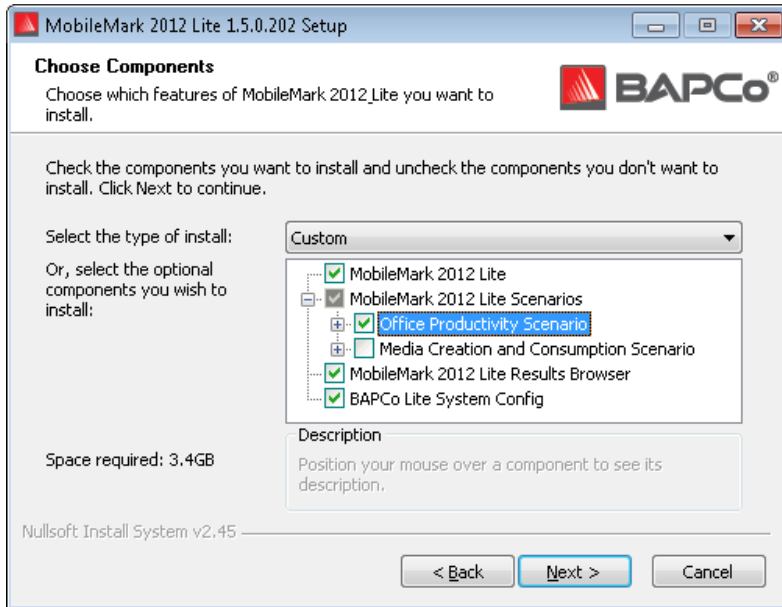 MobileMark 2012 Lite 1.5.0.202 Setup
Choose Components
Choose which features of MobileMark 2012_Lite you want to
install.
BAPCo®
Check the components you want to install and uncheck the components you don't want to
install. Click Next to continue.
Select the type of install:
Custom
Or, select the optional
components you wish to
install:
MobileMark 2012 Lite
MobileMark 2012 Lite Scenarios
Office Productivity Scenario
Media Creation and Consumption Scenario
MobileMark 2012 Lite Results Browser
BAPCo Lite System Config
Space required: 3.4GB
Description
Position your mouse over a component to see its
description.
Nullsoft Install System v2.45
< Back
Next >
Cancel